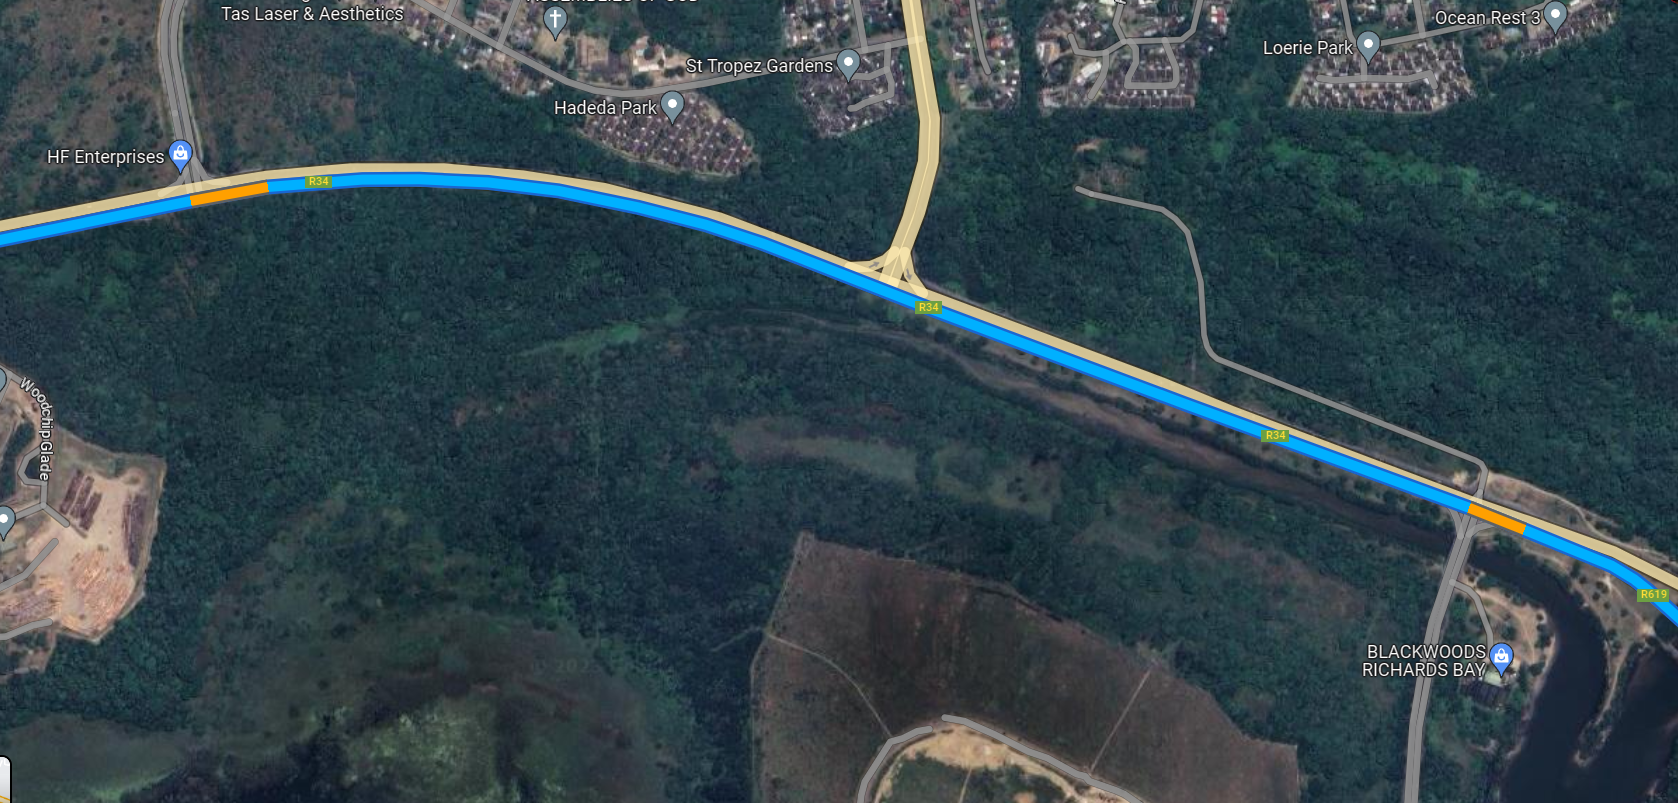 Tas Laser & Aesthetics
Ocean Rest 3
Loerie Park
St Tropez Gardens
Hadeda Park
HF Enterprises
R34
R34
Woodchip Glade
R34
R619
BLACKWOODS
RICHARDS BAY